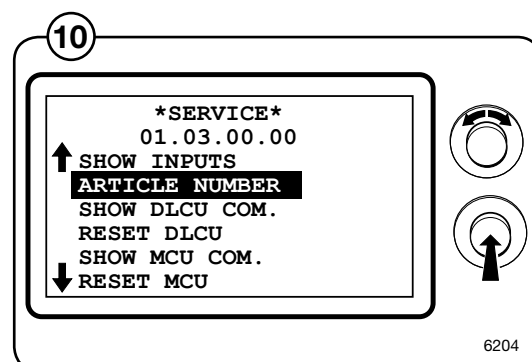 10
*SERVICE*
01.03.00.00
SHOW INPUTS
ARTICLE NUMBER
SHOW DLCU COM.
RESET DLCU
SHOW MCU COM.
RESET MCU
6204